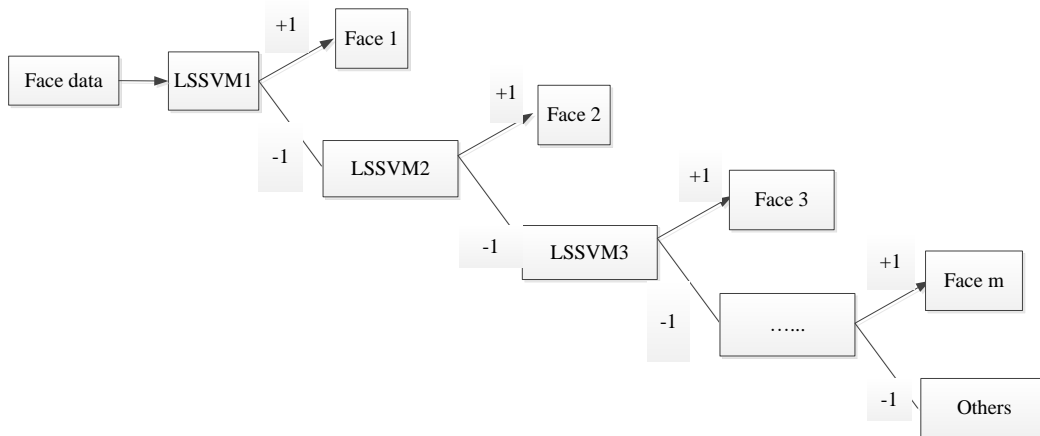 +1
Face 1
Face data
LSSVM1
+1
Face 2
-1
LSSVM2
+1
Face 3
-1
LSSVM3
+1
Face m
-1
…...
-1
Others